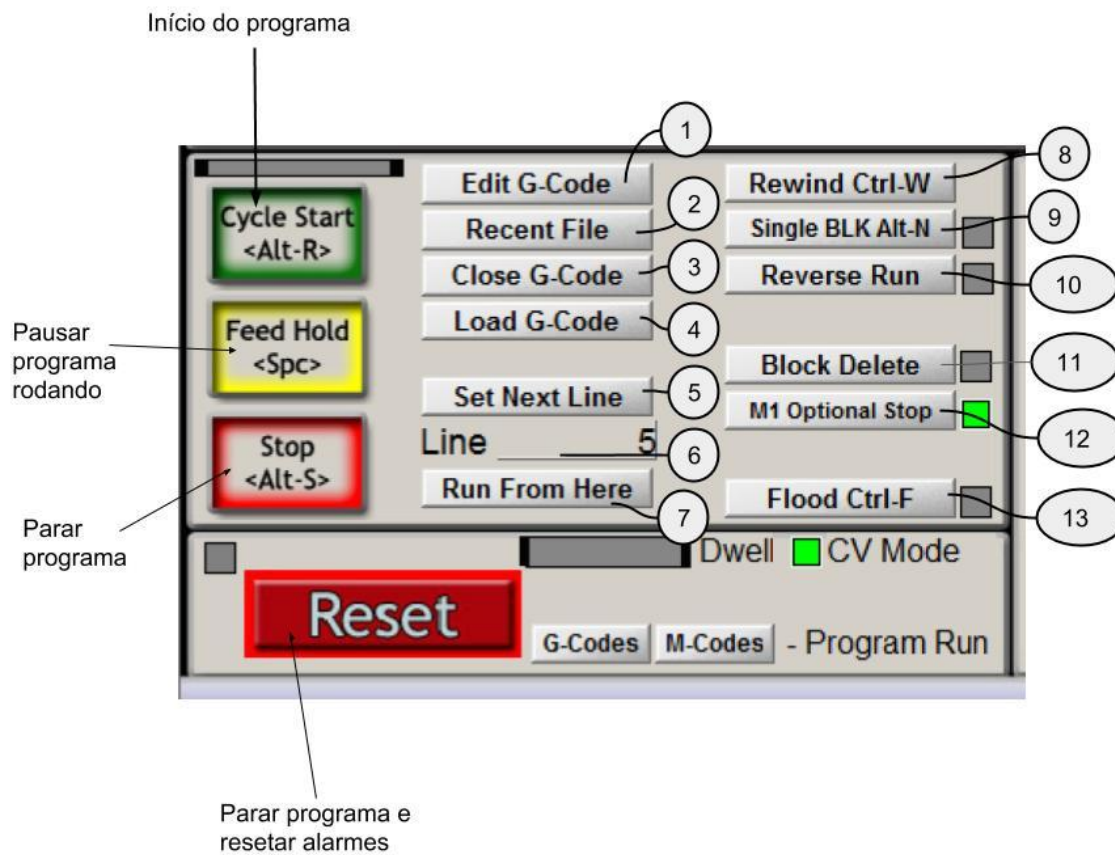 Início do programa
1
Edit G-Code
Rewind Ctrl-W
8
Cycle Start
<Alt-R>
Recent File
2
Single BLK Alt-N
9
Close G-Code
3
Reverse Run
10
Pausar
programa
rodando
Feed Hold
<Spc>
Load G-Code
4
Block Delete
11
Set Next Line
5
M1 Optional Stop
12
Parar
programa
Stop
<Alt-S>
Line 5
6
Run From Here
7
Flood Ctrl-F
13
Dwell
CV Mode
Reset
G-Codes
M-Codes
- Program Run
Parar programa e
resetar alarmes